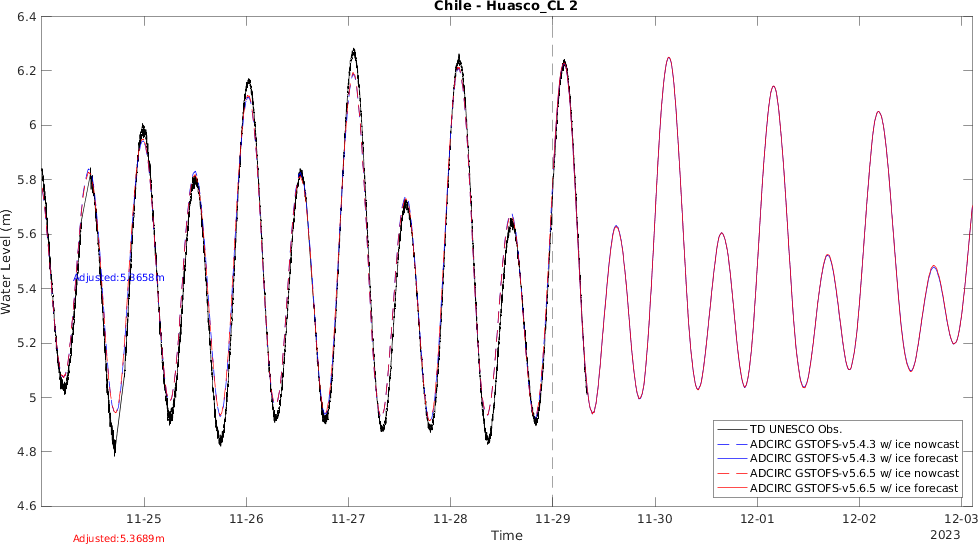 Chile - Huasco_CL 2
6.4
6.2
6
5.8
5.6
5.4
5.2
5
4.8
4.6
Water Level (m)
Adjusted:5.3658m
TD UNESCO Obs.
ADCIRC GSTOFS-v5.4.3 w/ ice nowcast
ADCIRC GSTOFS-v5.4.3 w/ ice forecast
ADCIRC GSTOFS-v5.6.5 w/ ice nowcast
ADCIRC GSTOFS-v5.6.5 w/ ice forecast
11-25 11-26 11-27 11-28 11-29 11-30 12-01 12-02 12-03
2023
Time
Adjusted:5.3689m